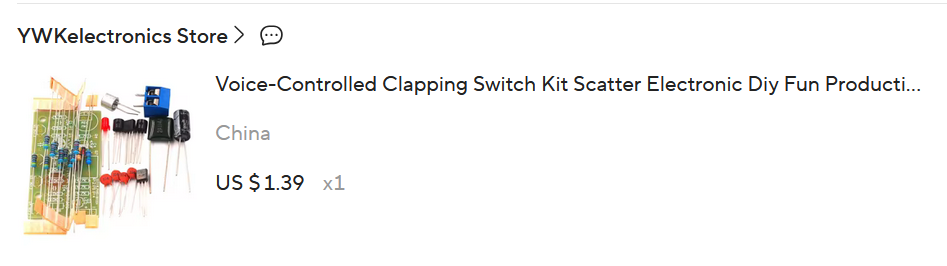 YWKelectronics Store
Voice-Controlled Clapping Switch Kit Scatter Electronic Diy Fun Producti...
China
US $1.39 x1